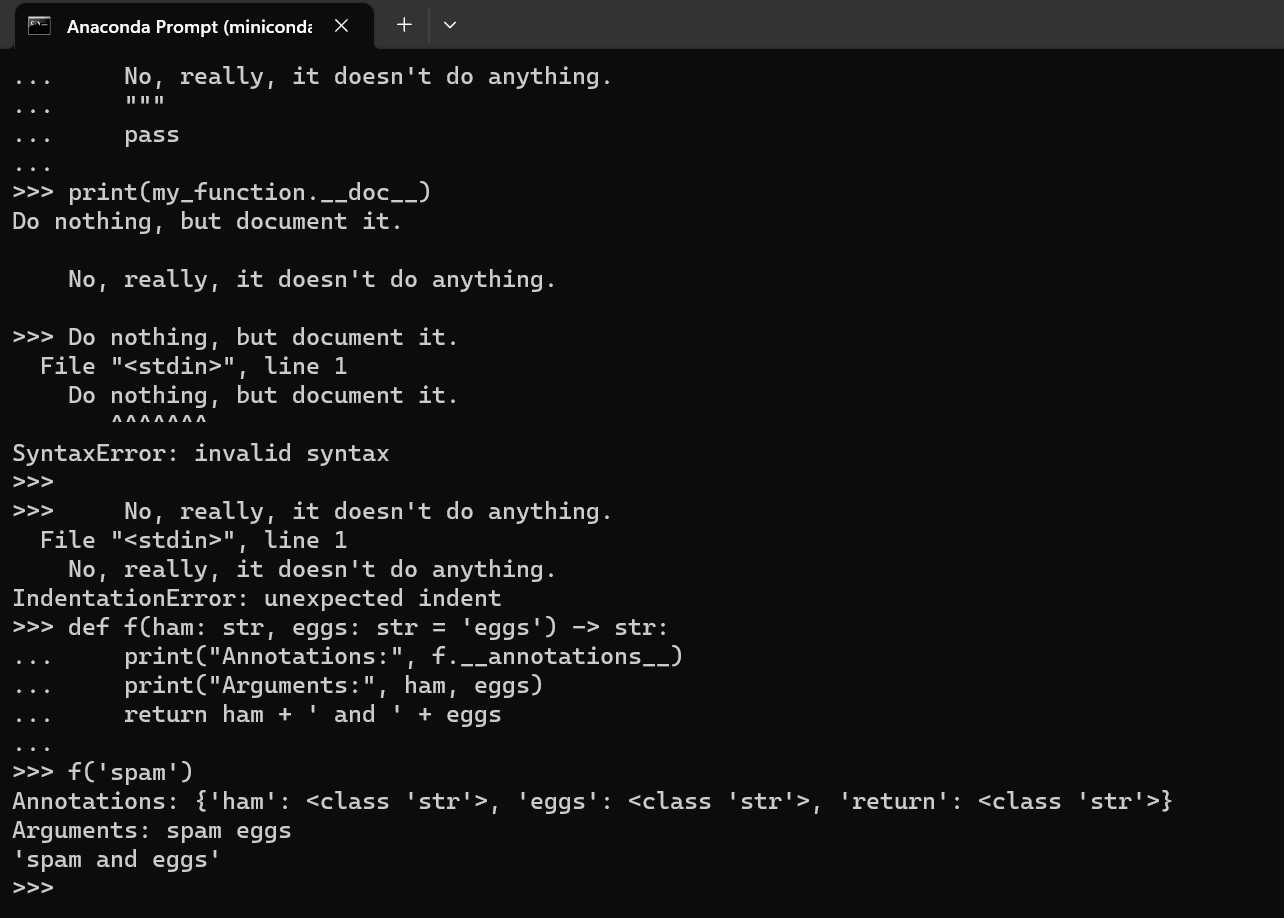 Anaconda Prompt (miniconda
...     No, really, it doesn't do anything.
...     """
...     pass
...
>>> print(my_function.__doc__)
Do nothing, but document it.

    No, really, it doesn't do anything.

>>> Do nothing, but document it.
  File "<stdin>", line 1
    Do nothing, but document it.
       ^^^^^^^
SyntaxError: invalid syntax
>>>
>>>     No, really, it doesn't do anything.
  File "<stdin>", line 1
    No, really, it doesn't do anything.
IndentationError: unexpected indent
>>> def f(ham: str, eggs: str = 'eggs') -> str:
...     print("Annotations:", f.__annotations__)
...     print("Arguments:", ham, eggs)
...     return ham + ' and ' + eggs
...
>>> f('spam')
Annotations: {'ham': <class 'str'>, 'eggs': <class 'str'>, 'return': <class 'str'>}
Arguments: spam eggs
'spam and eggs'
>>>